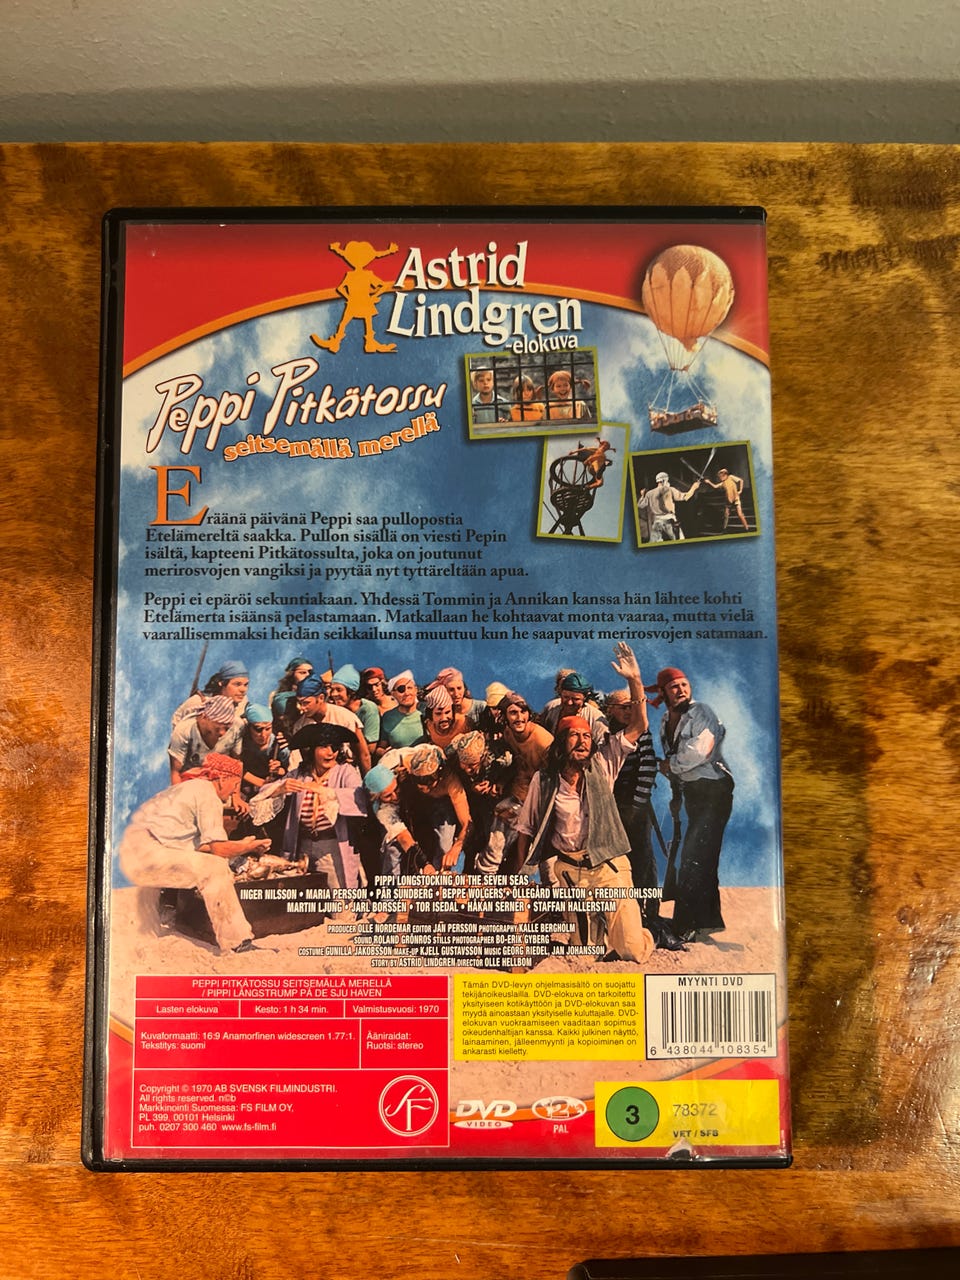 Astrid
Lindgren
-elokuva
Peppi Pitkätossu
seitsemällä merellä
Eräänä päivänä Peppi saa pullopostia
Etelämereltä saakka. Pullon sisällä on viesti Pepin
isältä, kapteeni Pitkätossulta, joka on joutunut
merirosvojen vangiksi ja pyytää nyt tyttäreltään apua.
Peppi ei epäröi sekuntiakaan. Yhdessä Tommin ja Annikan kanssa hän lähtee kohti
Etelämerta isäänsä pelastamaan. Matkallaan he kohtaavat monta vaaraa, mutta vielä
vaarallisemmaksi heidän seikkailunsa muuttuu kun he saapuvat merirosvojen satamaan.
PIPPI LONGSTOCKING ON THE SEVEN SEAS
INGER NILSSON • MARIA PERSSON • PÄR SUNDBERG • BEPPE WOLGERS • ÖLLEGÅRD WELLTON • FREDRIK OHLSSON
MARTIN LJUNG • JARL BORSSÉN • TOR ISEDAL • HÅKAN SERNER • STAFFAN HALLERSTAM
PRODUCER OLLE NORDEMAR EDITOR JAN PERSSON PHOTOGRAPHY KALLE BERGHOLM
SOUND ROLAND GRÖNROS STILLS PHOTOGRAPHER BO-ERIK GYBERG
COSTUME GUNILLA JAKOBSSON MAKE-UP KJELL GUSTAVSSON MUSIC GEORG RIEDEL, JAN JOHANSSON
STORY BY ASTRID LINDGREN DIRECTOR OLLE HELLBOM
PEPPI PITKÄTOSSU SEITSEMÄLLÄ MERELLÄ
/ PIPPI LÅNGSTRUMP PÅ DE SJU HAVEN
Lasten elokuva
Kesto: 1 h 34 min.
Valmistusvuosi: 1970
Kuvaformaatti: 16:9 Anamorfinen widescreen 1.77:1.
Tekstitys: suomi
Ääniraidat:
Ruotsi: stereo
Copyright © 1970 AB SVENSK FILMINDUSTRI.
All rights reserved. n©b
Markkinointi Suomessa: FS FILM OY,
PL 399, 00101 Helsinki
puh. 0207 300 460 www.fs-film.fi
SF
Tämän DVD-levyn ohjelmasisältö on suojattu
tekijänoikeuslailla. DVD-elokuva on tarkoitettu
yksityiseen kotikäyttöön ja DVD-elokuvan saa
myydä ainoastaan yksityiselle kuluttajalle. DVD-
elokuvan vuokraamiseen vaaditaan sopimus
oikeudenhaltijan kanssa. Kaikki julkinen näyttö,
lainaaminen, jälleenmyynti ja kopioiminen on
ankarasti kielletty.
MYYNTI DVD
6 438044 108354
DVD
VIDEO
2
PAL
3
78372
VET / SFB